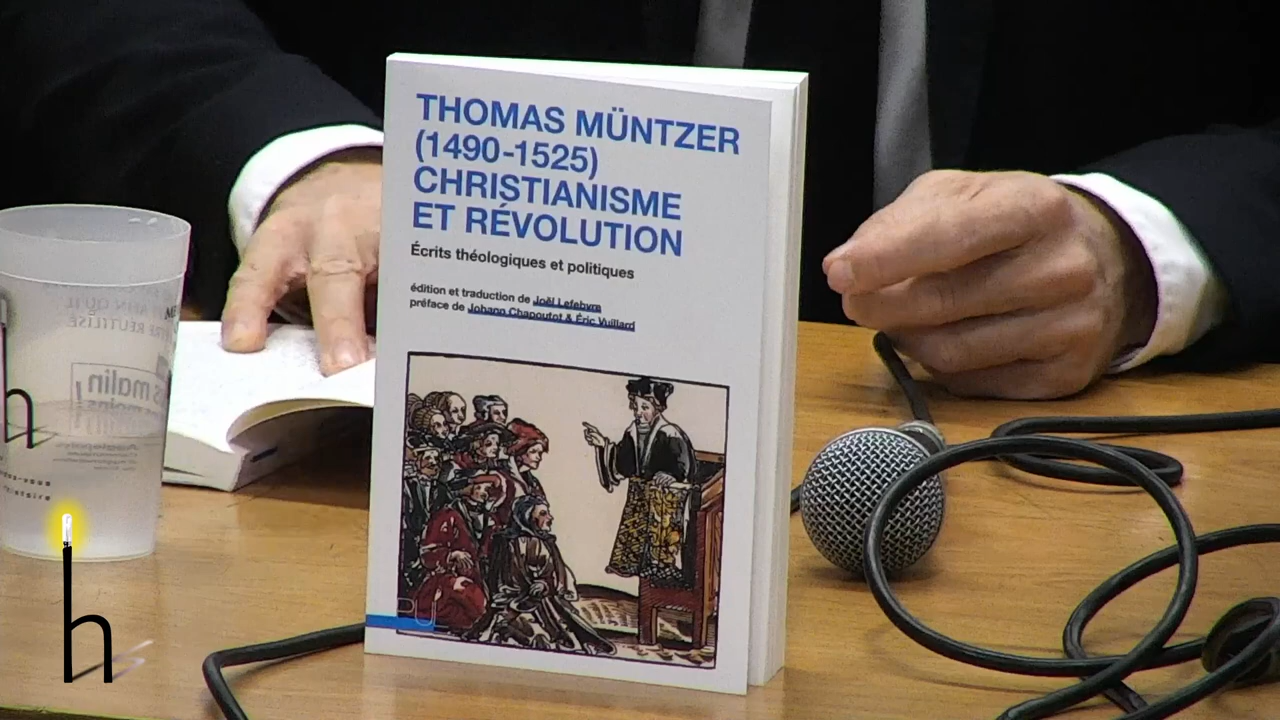 THOMAS MÜNTZER
(1490-1525)
CHRISTIANISME
ET RÉVOLUTION
Écrits théologiques et politiques
édition et traduction de Joël Lefebvre
préface de Johann Chapoutot & Éric Vuillard
PUL
malin,
h
h